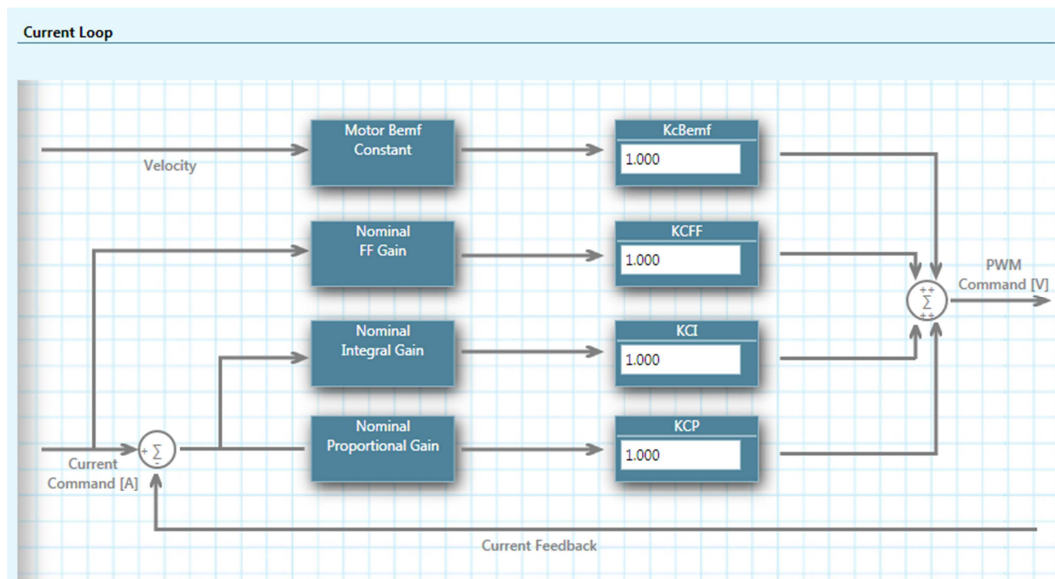 Current Loop
Motor Bemf
Constant
KcBemf
1.000
Velocity
Nominal
FF Gain
KCFF
1.000
PWM
Command [V]
++
Σ
++
Nominal
Integral Gain
KCI
1.000
Nominal
Proportional Gain
KCP
1.000
+ Σ
-
Current
Command [A]
Current Feedback